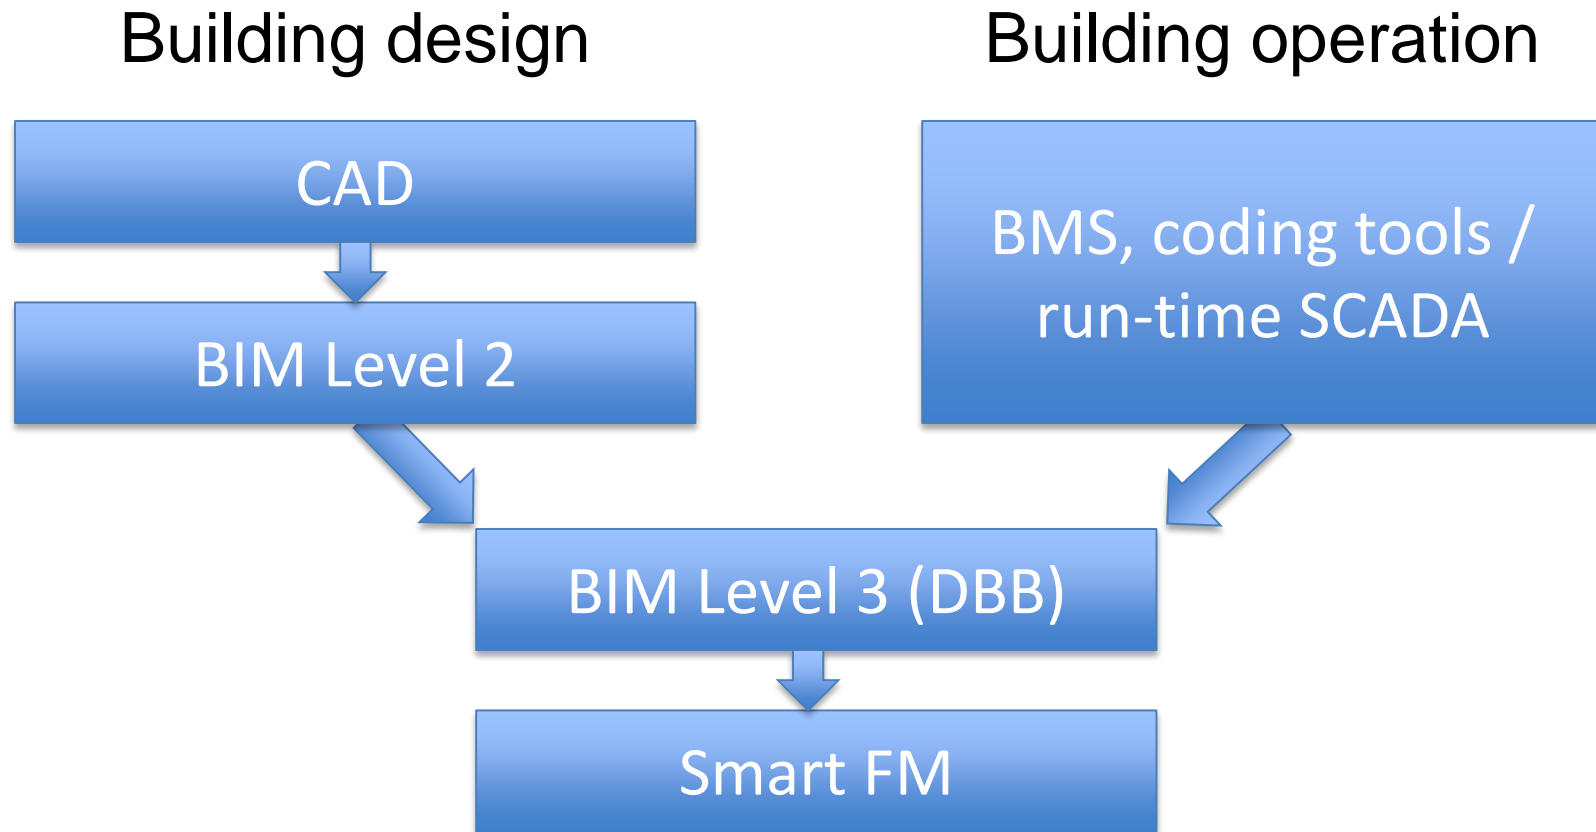 Building design
Building operation
CAD
BMS, coding tools /
run-time SCADA
BIM Level 2
BIM Level 3 (DBB)
Smart FM